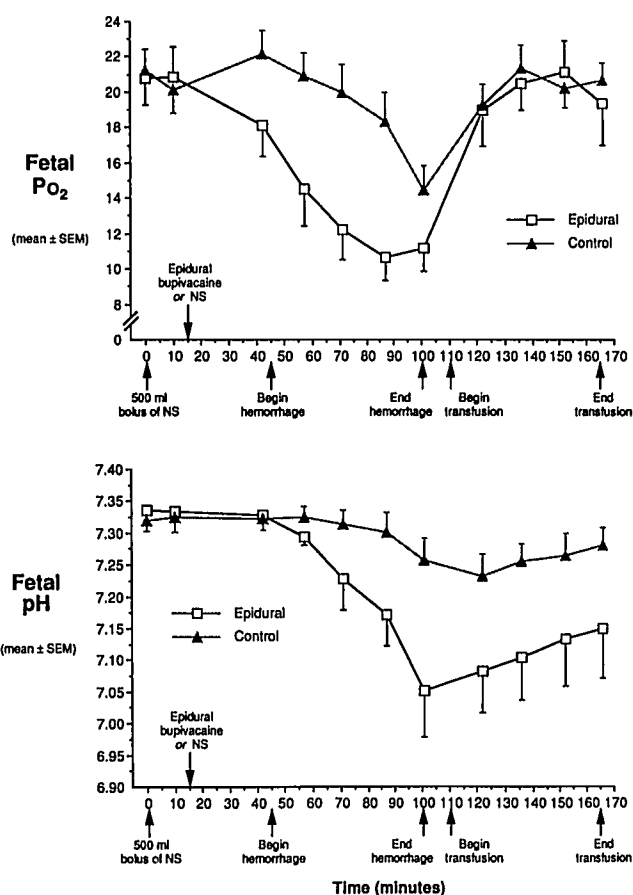 24
22
20
18
16
14
12
10
8
0
Fetal
Po2
(mean ± SEM)
Epidural
Control
Epidural
bupivacaine
or NS
0 10 20 30 40 50 60 70 80 90 100 110 120 130 140 150 160 170
500 ml
bolus of NS
Begin
hemorrhage
End
hemorrhage
Begin
transfusion
End
transfusion
7.40
7.35
7.30
7.25
7.20
7.15
7.10
7.05
7.00
6.95
6.90
Fetal
pH
(mean ± SEM)
Epidural
Control
Epidural
bupivacaine
or NS
0 10 20 30 40 50 60 70 80 90 100 110 120 130 140 150 160 170
500 ml
bolus of NS
Begin
hemorrhage
End
hemorrhage
Begin
transfusion
End
transfusion
Time (minutes)